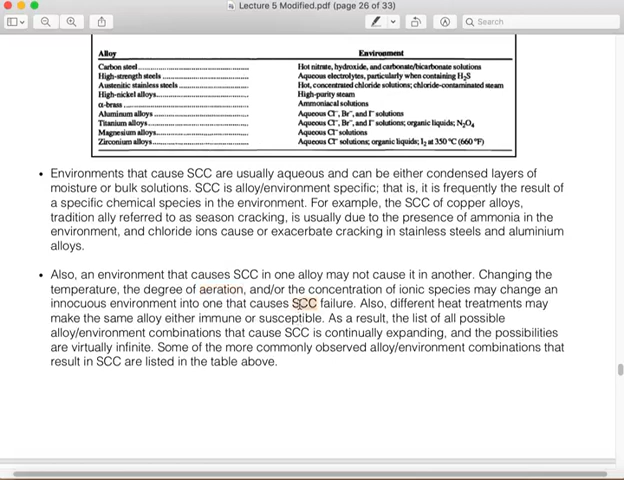 Lecture 5 Modified.pdf (page 26 of 33)
Search
Alloy Environment
Carbon steel Hot nitrate, hydroxide, and carbonate/bicarbonate solutions
High-strength steels Aqueous electrolytes, particularly when containing H₂S
Austenitic stainless steels Hot, concentrated chloride solutions; chloride-contaminated steam
High-nickel alloys High-purity steam
α-brass Ammoniacal solutions
Aluminum alloys Aqueous Cl⁻, Br⁻, and I⁻ solutions
Titanium alloys Aqueous Cl⁻, Br⁻, and I⁻ solutions; organic liquids; N₂O₄
Magnesium alloys Aqueous Cl⁻ solutions
Zirconium alloys Aqueous Cl⁻ solutions; organic liquids; I₂ at 350 °C (660 °F)
• Environments that cause SCC are usually aqueous and can be either condensed layers of
moisture or bulk solutions. SCC is alloy/environment specific; that is, it is frequently the result of
a specific chemical species in the environment. For example, the SCC of copper alloys,
tradition ally referred to as season cracking, is usually due to the presence of ammonia in the
environment, and chloride ions cause or exacerbate cracking in stainless steels and aluminium
alloys.
• Also, an environment that causes SCC in one alloy may not cause it in another. Changing the
temperature, the degree of aeration, and/or the concentration of ionic species may change an
innocuous environment into one that causes SCC failure. Also, different heat treatments may
make the same alloy either immune or susceptible. As a result, the list of all possible
alloy/environment combinations that cause SCC is continually expanding, and the possibilities
are virtually infinite. Some of the more commonly observed alloy/environment combinations that
result in SCC are listed in the table above.